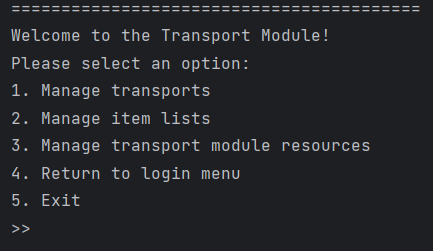 =========================================
Welcome to the Transport Module!
Please select an option:
1. Manage transports
2. Manage item lists
3. Manage transport module resources
4. Return to login menu
5. Exit
>>